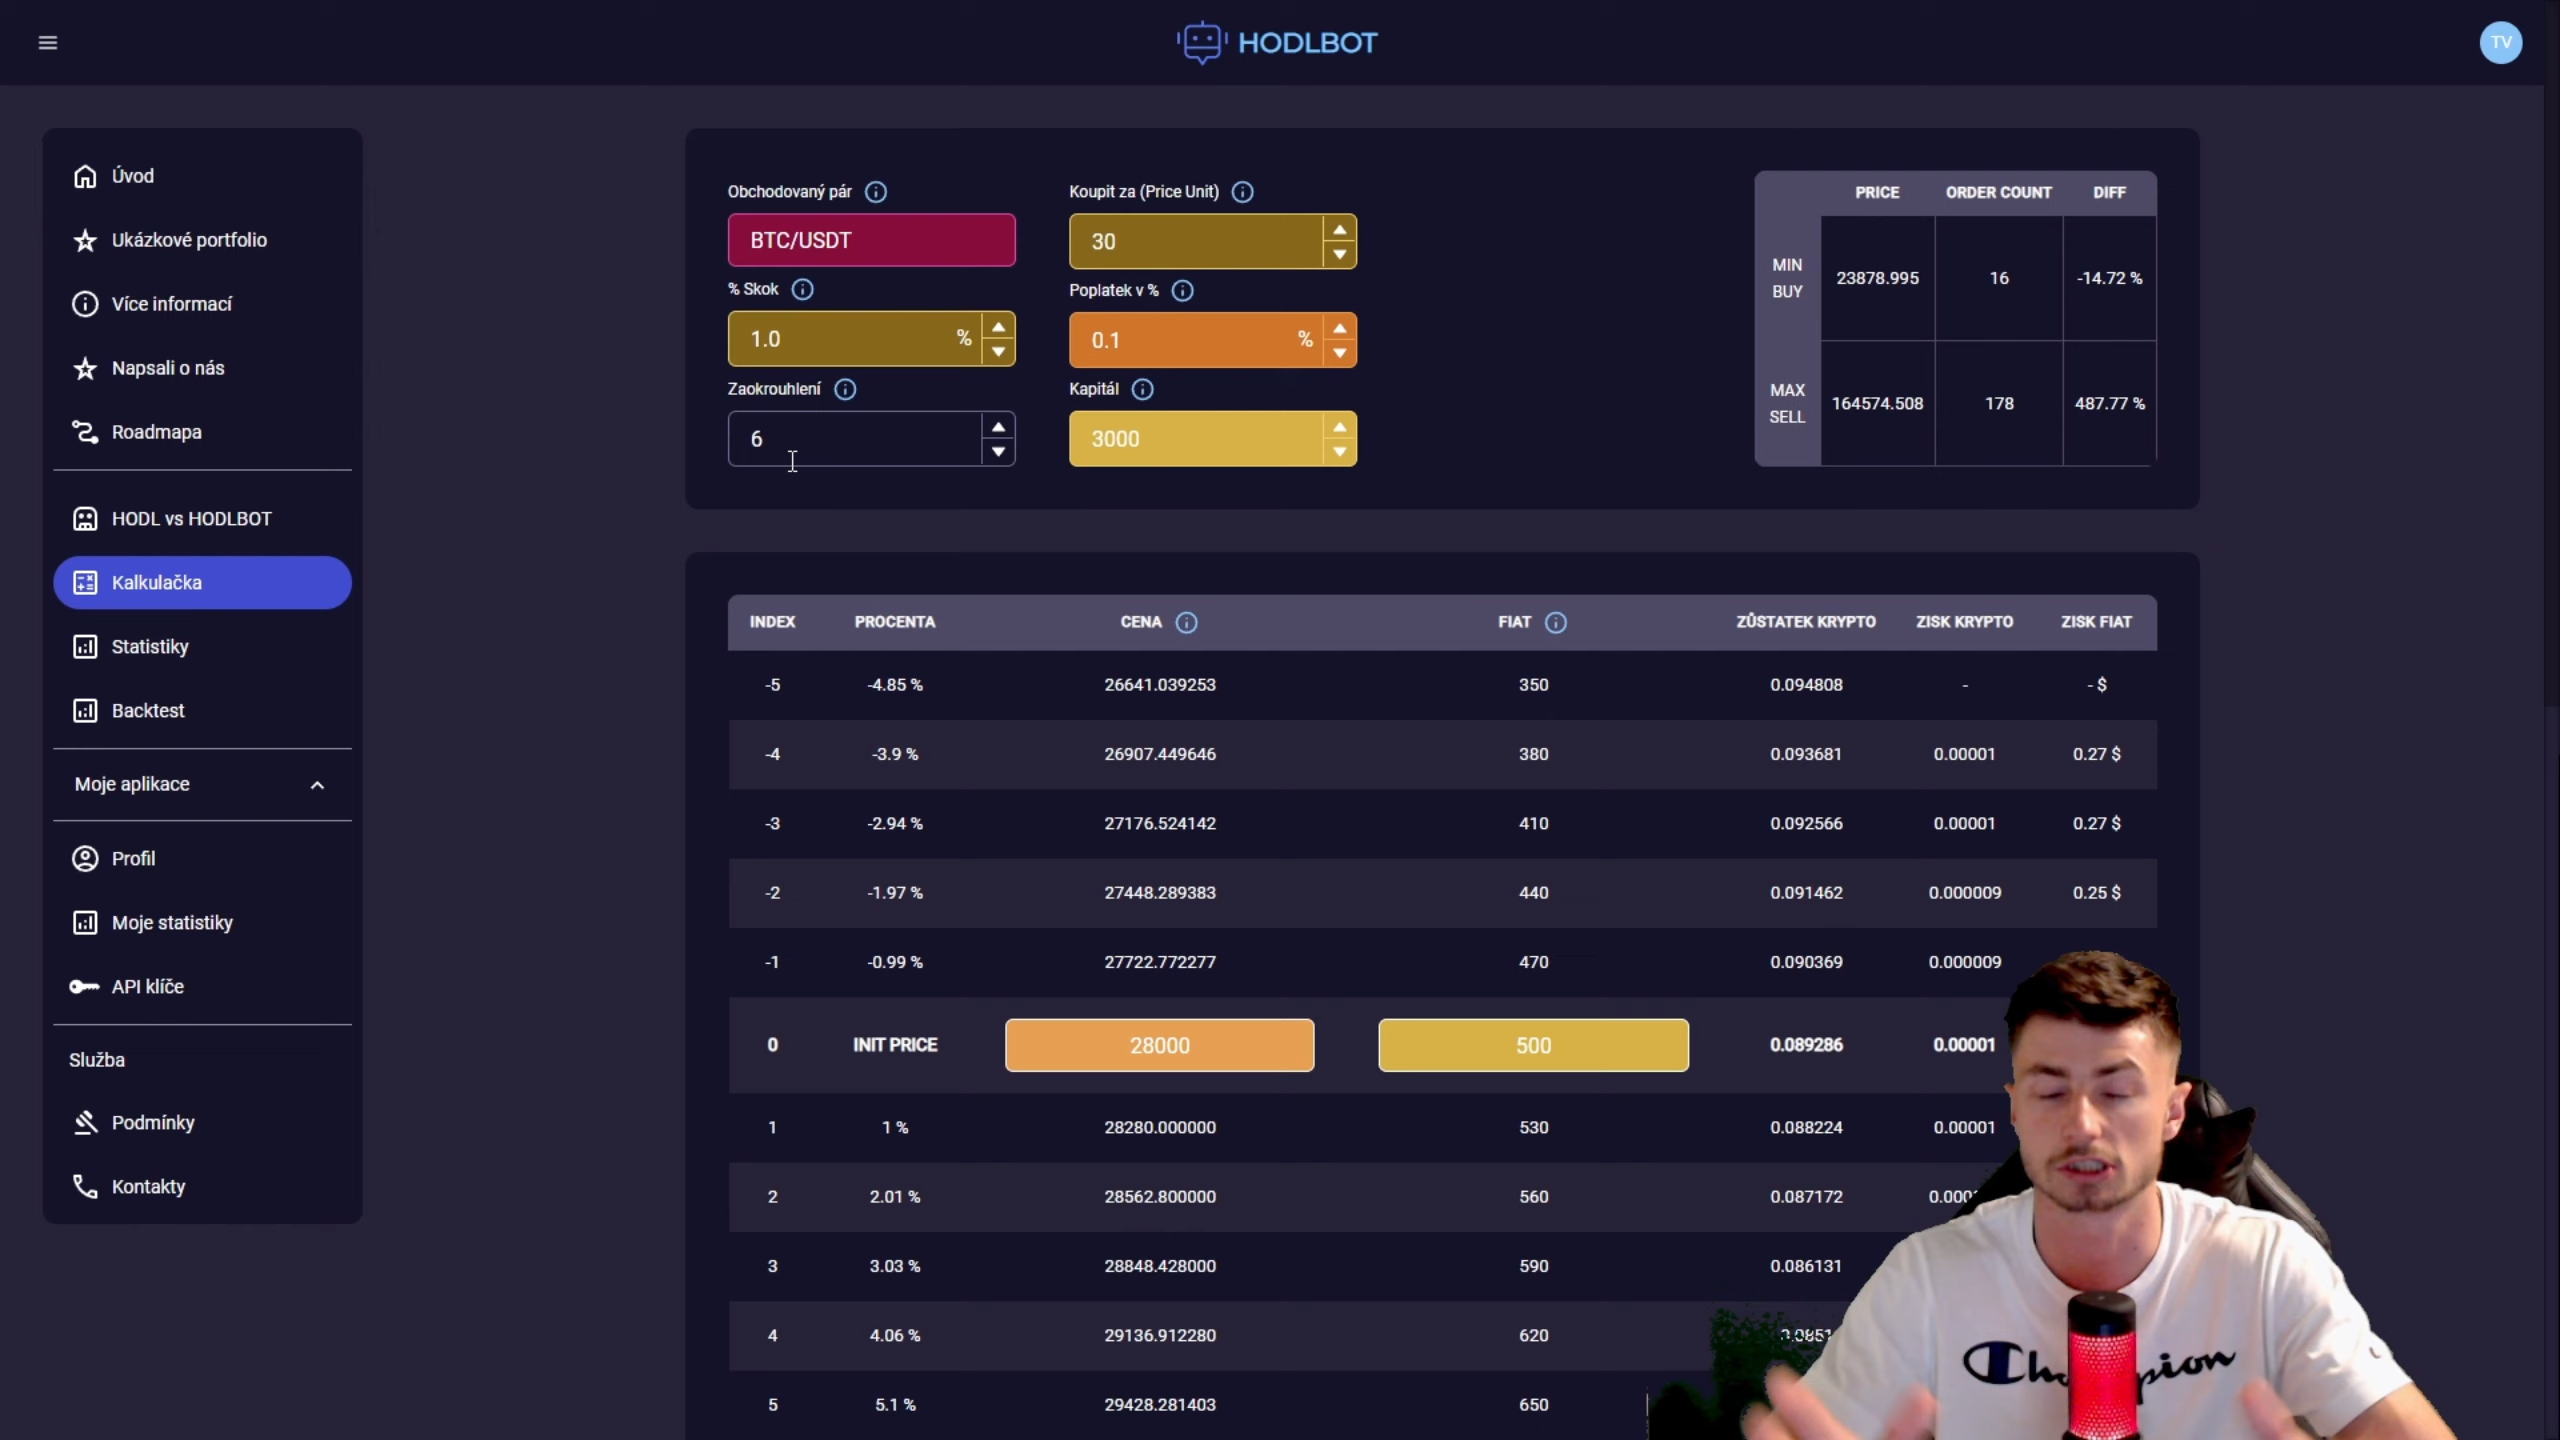 HODLBOT
TV
Úvod
Ukázkové portfolio
Více informací
Napsali o nás
Roadmapa
HODL vs HODLBOT
Kalkulačka
Statistiky
Backtest
Moje aplikace
Profil
Moje statistiky
API klíče
Služba
Podmínky
Kontakty
Obchodovaný pár
BTC/USDT
Koupit za (Price Unit)
30
% Skok
1.0 %
Poplatek v %
0.1 %
Zaokrouhlení
6
Kapitál
3000
PRICE ORDER COUNT DIFF
MIN BUY 23878.995 16 -14.72 %
MAX SELL 164574.508 178 487.77 %
INDEX PROCENTA CENA FIAT ZŮSTATEK KRYPTO ZISK KRYPTO ZISK FIAT
-5 -4.85 % 26641.039253 350 0.094808 - - $
-4 -3.9 % 26907.449646 380 0.093681 0.00001 0.27 $
-3 -2.94 % 27176.524142 410 0.092566 0.00001 0.27 $
-2 -1.97 % 27448.289383 440 0.091462 0.000009 0.25 $
-1 -0.99 % 27722.772277 470 0.090369 0.000009
0 INIT PRICE 28000 500 0.089286 0.00001
1 1 % 28280.000000 530 0.088224 0.00001
2 2.01 % 28562.800000 560 0.087172
3 3.03 % 28848.428000 590 0.086131
4 4.06 % 29136.912280 620
5 5.1 % 29428.281403 650
Champion